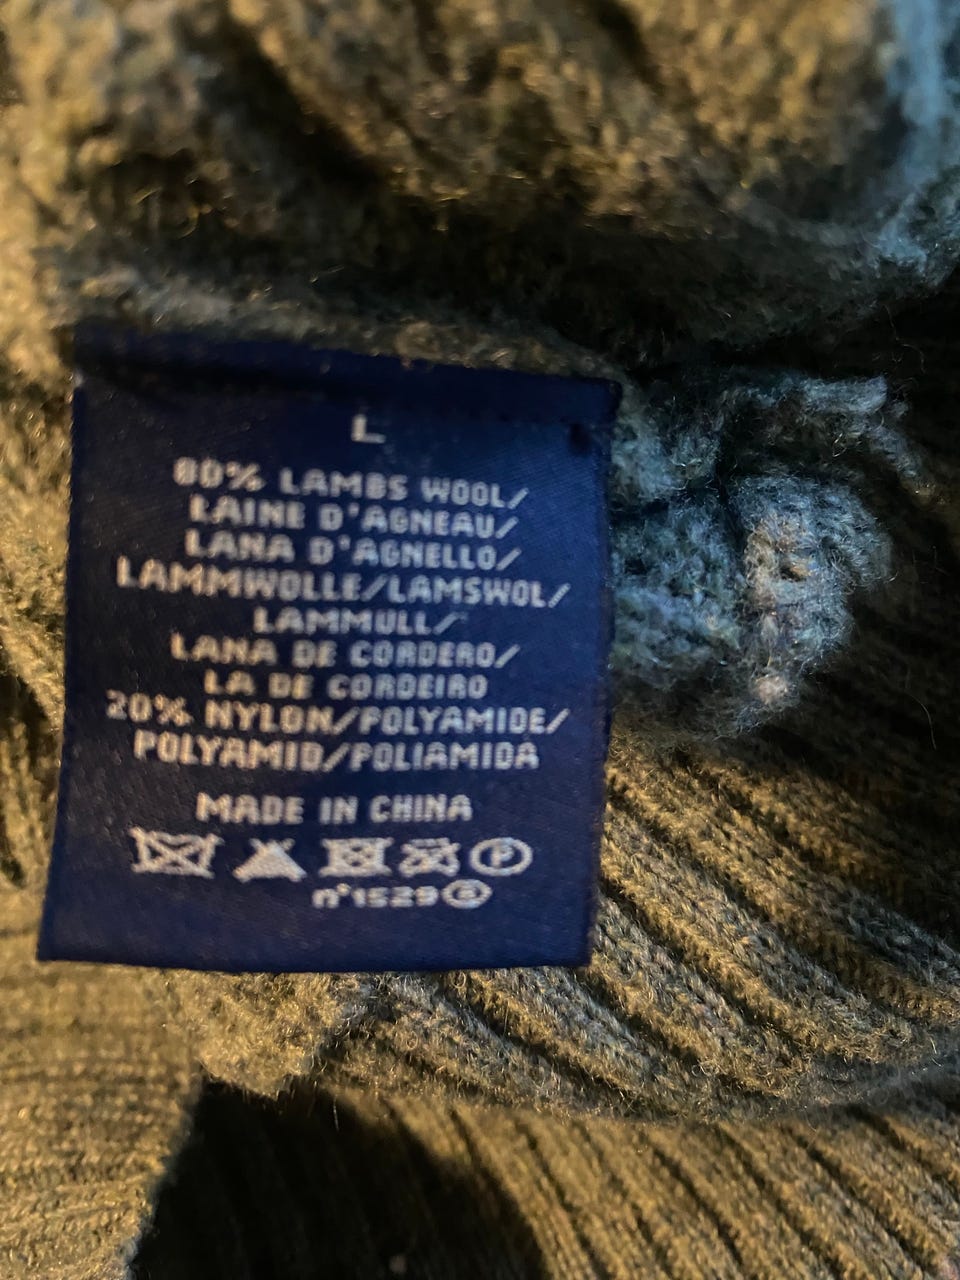 L
80% LAMBS WOOL/
LAINE D'AGNEAU/
LANA D'AGNELLO/
LAMMWOLLE/LAMSWOL/
LAMMULL/
LANA DE CORDERO/
LA DE CORDEIRO
20% NYLON/POLYAMIDE/
POLYAMID/POLIAMIDA
MADE IN CHINA
P
n°1529